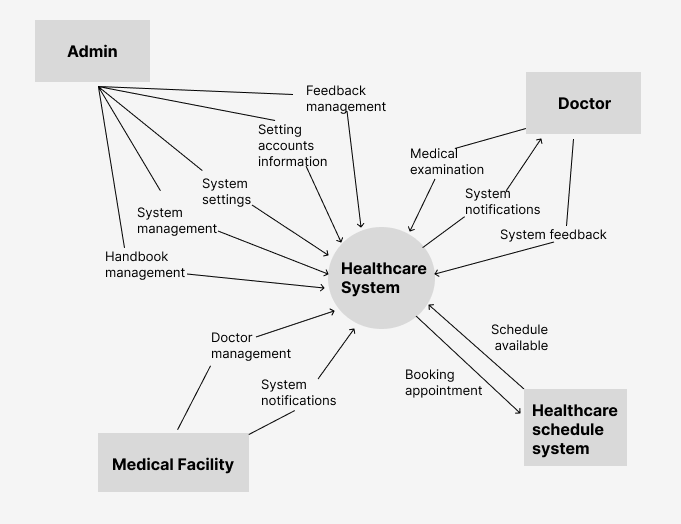 Admin
Feedback
management
Doctor
Setting
accounts
information
Medical
examination
System
settings
System
notifications
System
management
System feedback
Handbook
management
Healthcare
System
Doctor
management
Schedule
available
System
notifications
Booking
appointment
Healthcare
schedule
system
Medical Facility